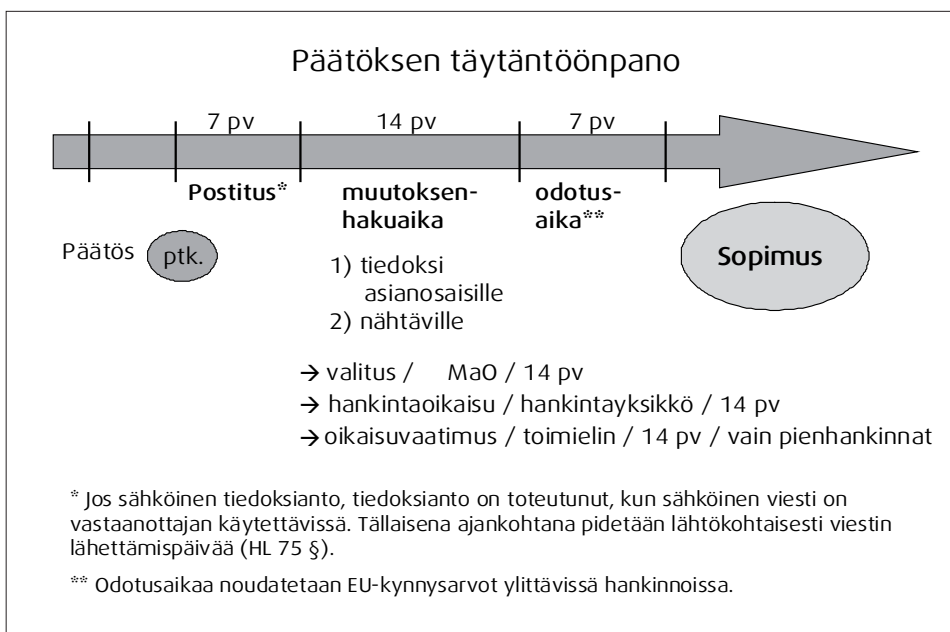 Päätöksen täytäntöönpano
7 pv 14 pv 7 pv
Postitus* muutoksen- odotus-
hakuaika aika**
Päätös ptk. Sopimus
1) tiedoksi
asianosaisille
2) nähtäville
→ valitus / MaO / 14 pv
→ hankintaoikaisu / hankintayksikkö / 14 pv
→ oikaisuvaatimus / toimielin / 14 pv / vain pienhankinnat
* Jos sähköinen tiedoksianto, tiedoksianto on toteutunut, kun sähköinen viesti on
vastaanottajan käytettävissä. Tällaisena ajankohtana pidetään lähtökohtaisesti viestin
lähettämispäivää (HL 75 §).
** Odotusaikaa noudatetaan EU-kynnysarvot ylittävissä hankinnoissa.